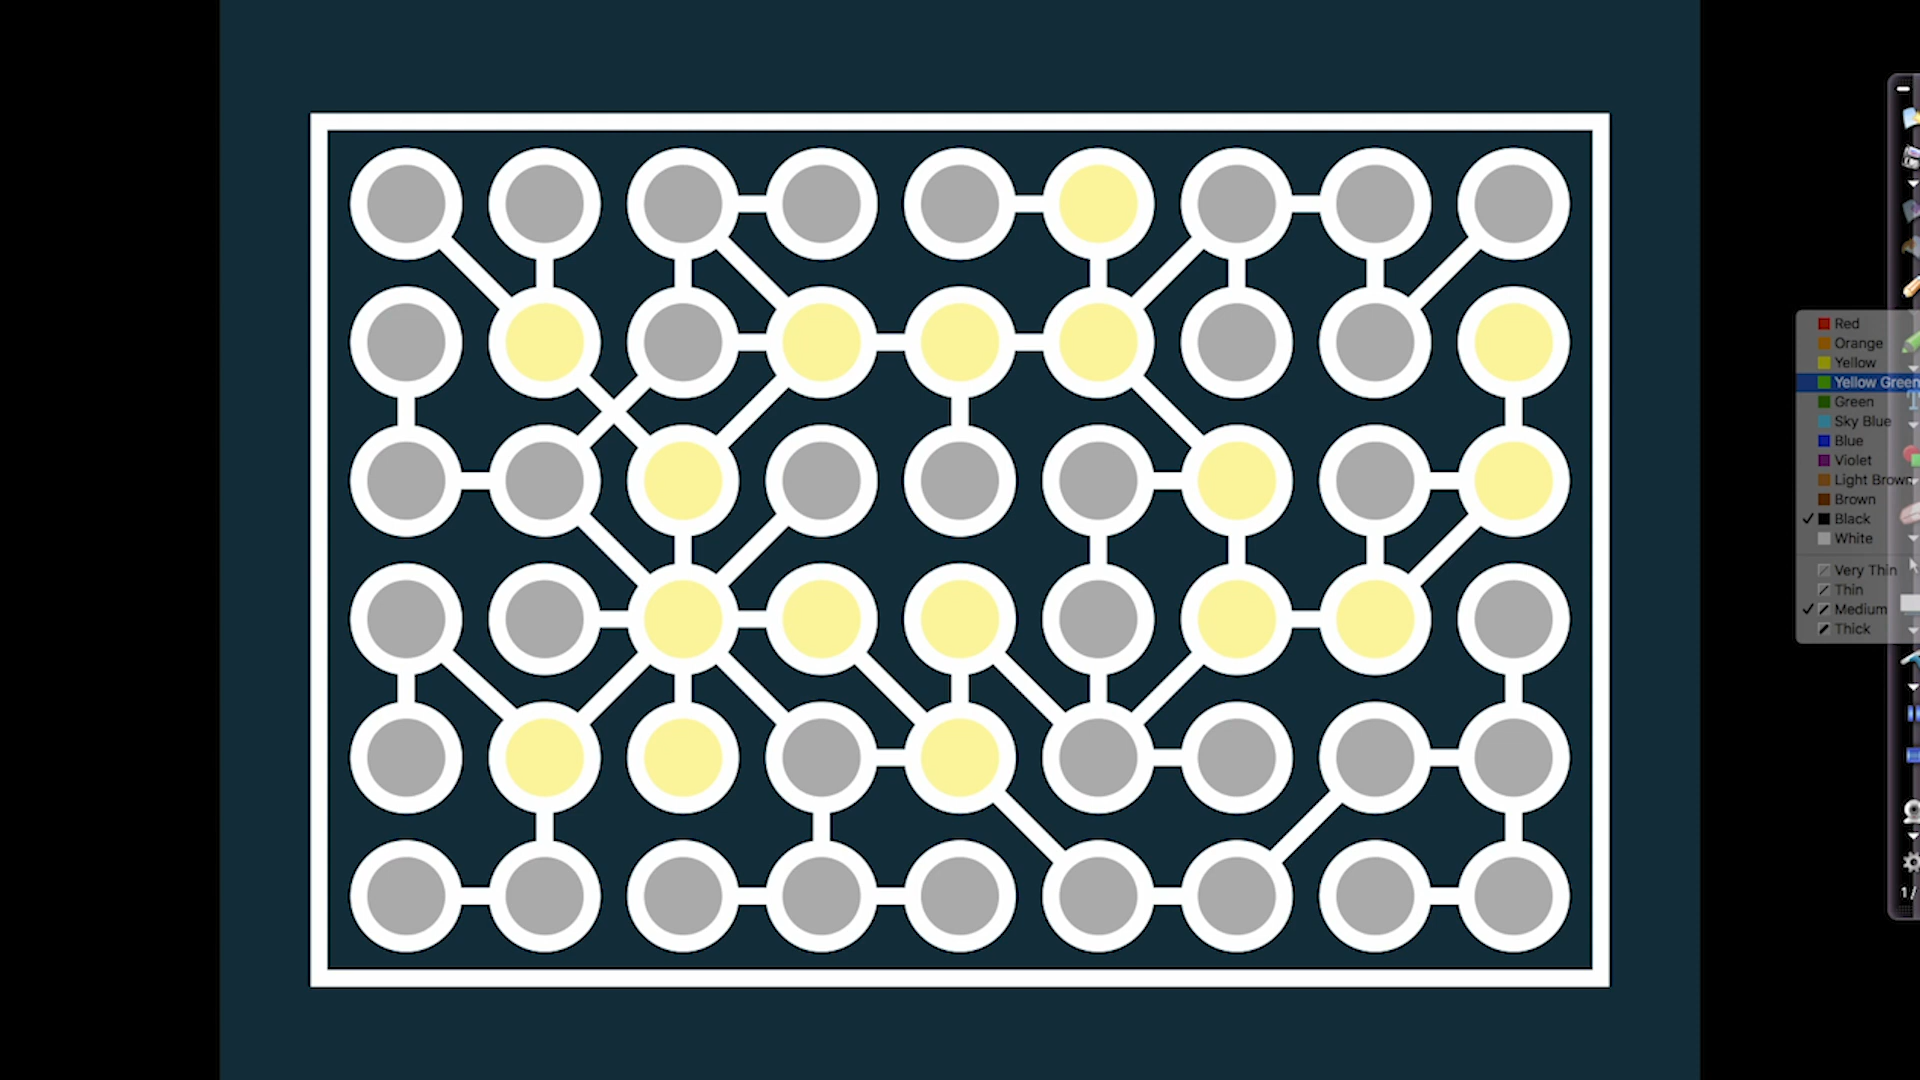 Red
Orange
Yellow
Yellow Green
Green
Sky Blue
Blue
Violet
Light Brown
Brown
Black
White
Very Thin
Thin
Medium
Thick
1/